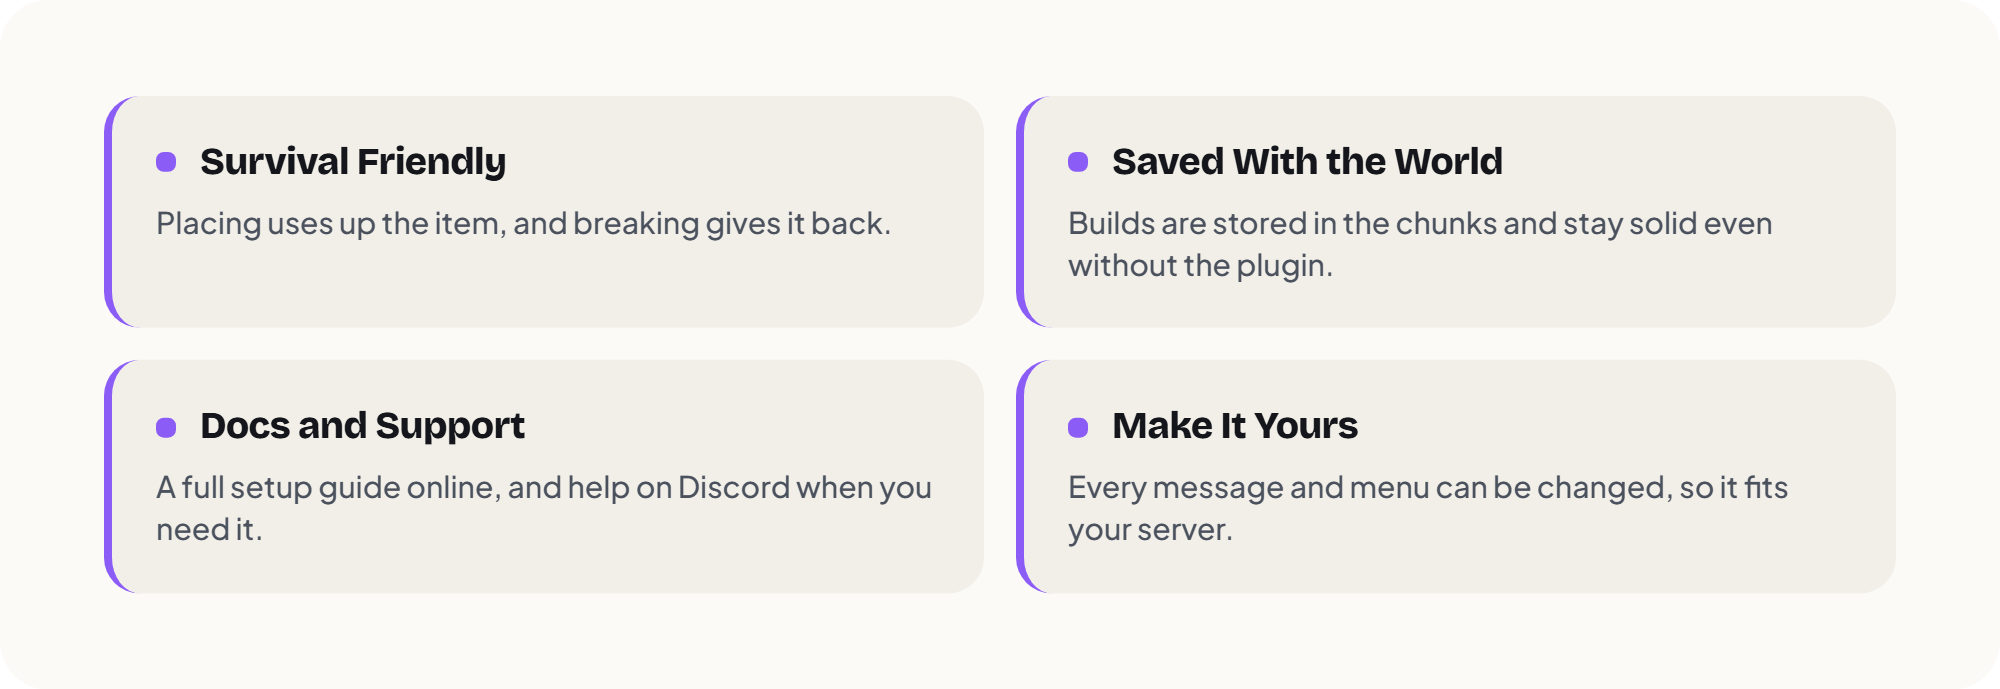 Survival Friendly
Placing uses up the item, and breaking gives it back.
Saved With the World
Builds are stored in the chunks and stay solid even
without the plugin.
Docs and Support
A full setup guide online, and help on Discord when you
need it.
Make It Yours
Every message and menu can be changed, so it fits
your server.